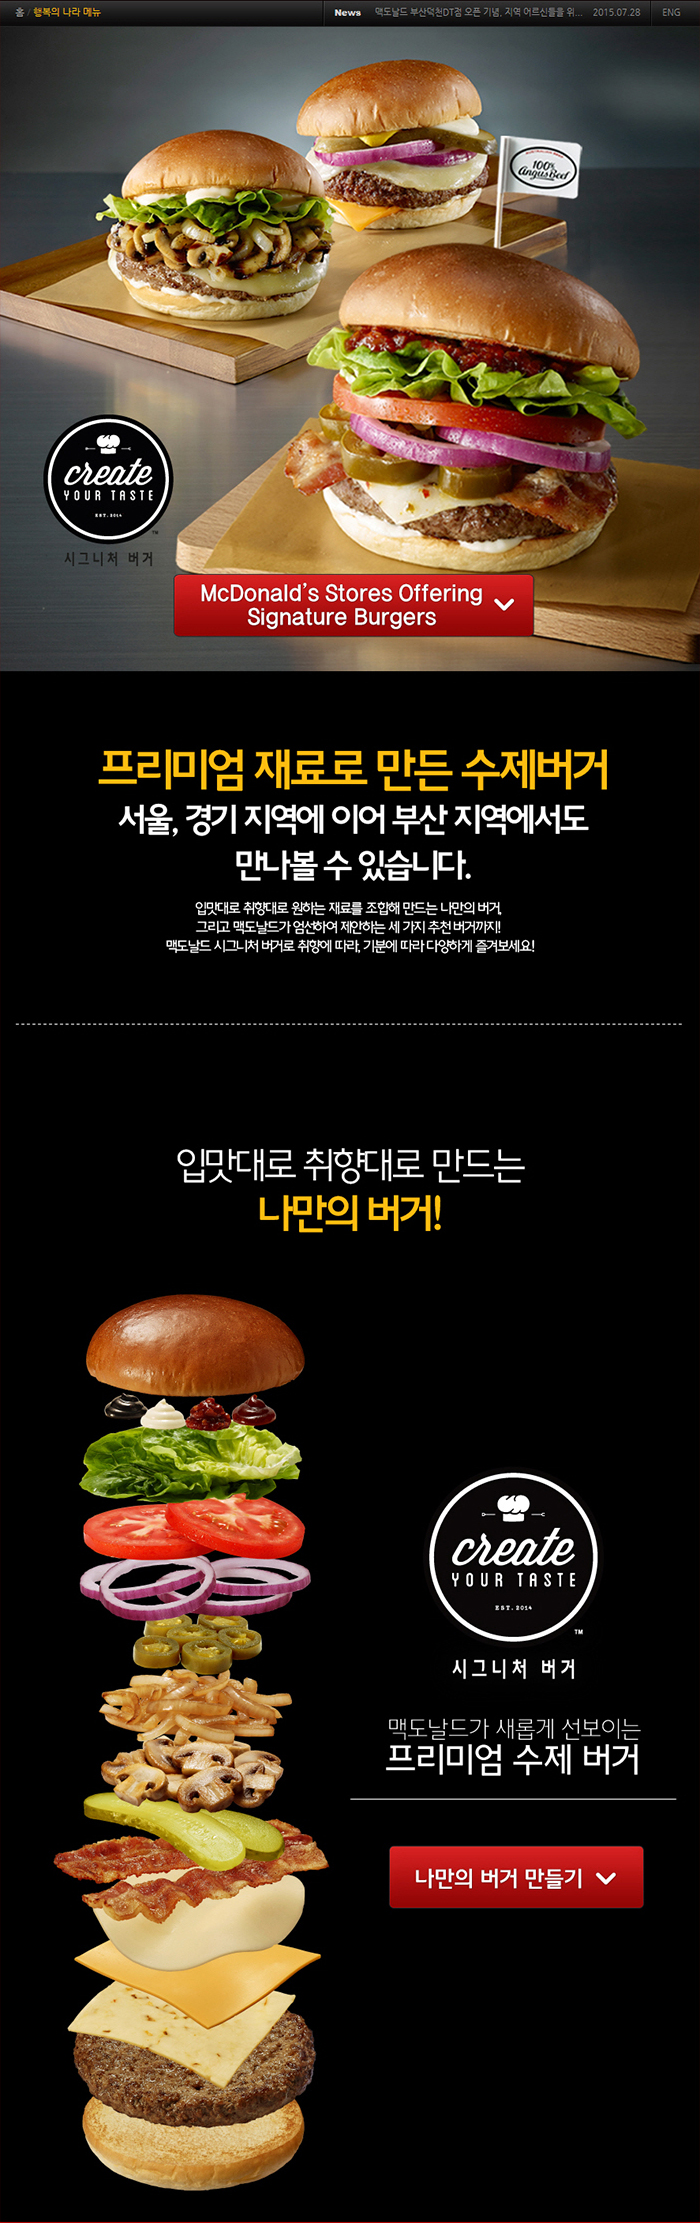 홈 / 행복의 나라 메뉴
News 맥도날드 부산덕천DT점 오픈 기념, 지역 어르신들을 위... 2015.07.28 ENG
100%
Angus Beef
create
YOUR TASTE
EST. 2014
TM
시그니처 버거
McDonald's Stores Offering
Signature Burgers
프리미엄 재료로 만든 수제버거
서울, 경기 지역에 이어 부산 지역에서도
만나볼 수 있습니다.
입맛대로 취향대로 원하는 재료를 조합해 만드는 나만의 버거,
그리고 맥도날드가 엄선하여 제안하는 세 가지 추천 버거까지!
맥도날드 시그니처 버거로 취향에 따라, 기분에 따라 다양하게 즐겨보세요!
입맛대로 취향대로 만드는
나만의 버거!
create
YOUR TASTE
EST. 2014
TM
시그니처 버거
맥도날드가 새롭게 선보이는
프리미엄 수제 버거
나만의 버거 만들기